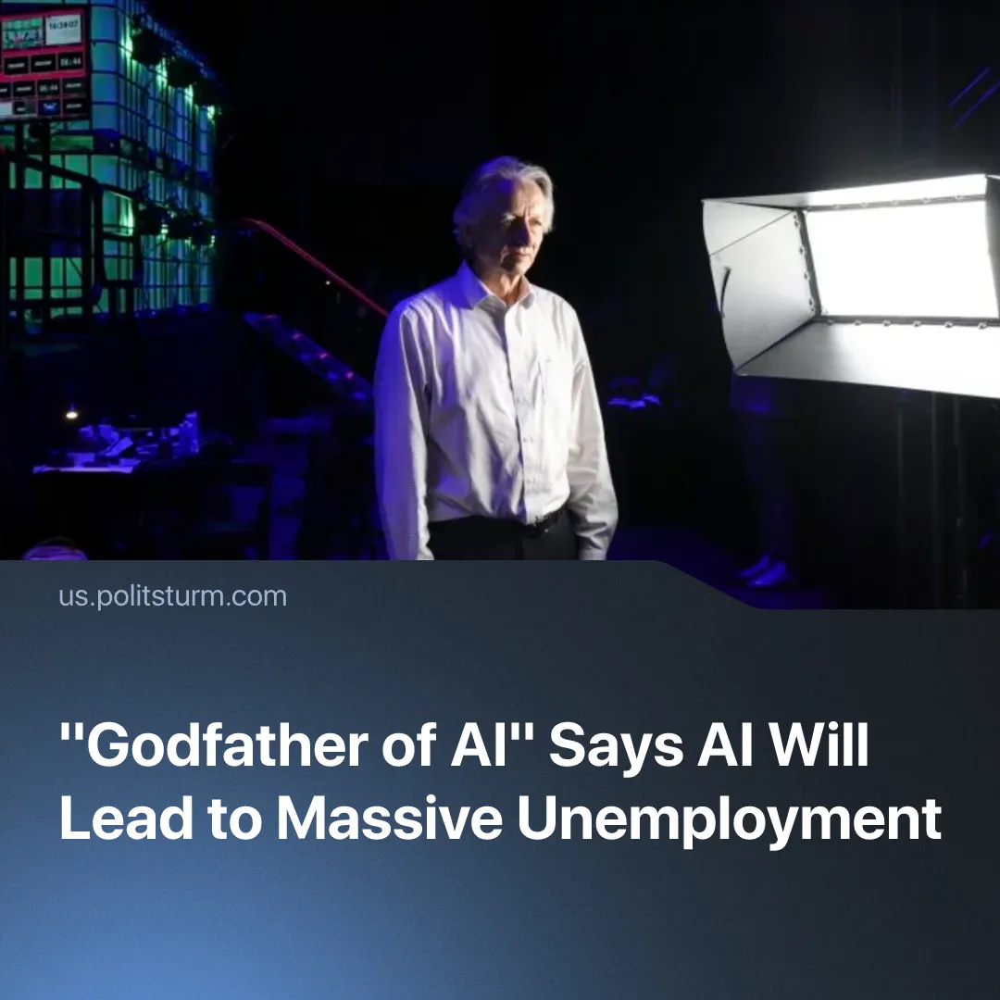 us.politsturm.com
"Godfather of AI" Says AI Will
Lead to Massive Unemployment